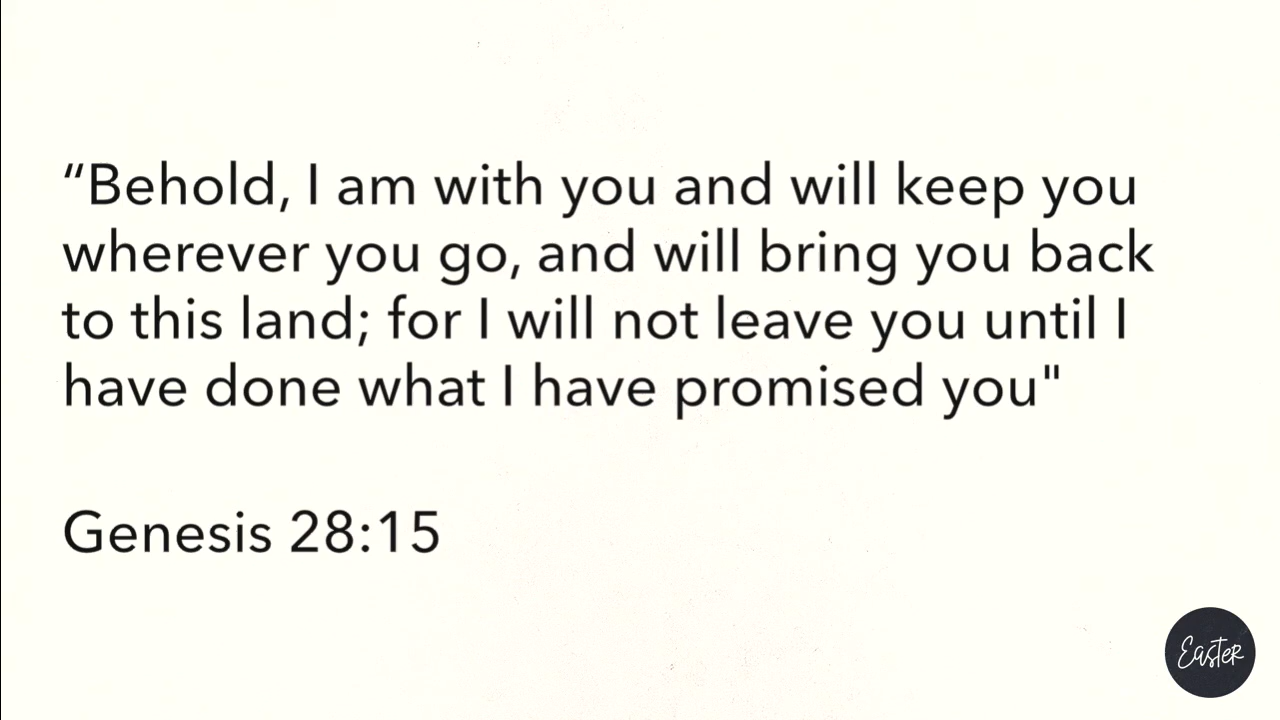 “Behold, I am with you and will keep you
wherever you go, and will bring you back
to this land; for I will not leave you until I
have done what I have promised you"
Genesis 28:15
Easter